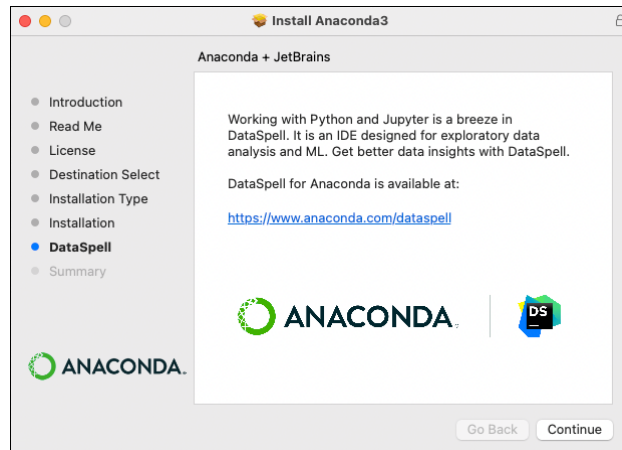 Install Anaconda3
Anaconda + JetBrains
Introduction
Read Me
License
Destination Select
Installation Type
Installation
DataSpell
Summary
Working with Python and Jupyter is a breeze in
DataSpell. It is an IDE designed for exploratory data
analysis and ML. Get better data insights with DataSpell.
DataSpell for Anaconda is available at:
https://www.anaconda.com/dataspell
ANACONDA.
DS
ANACONDA.
Go Back
Continue